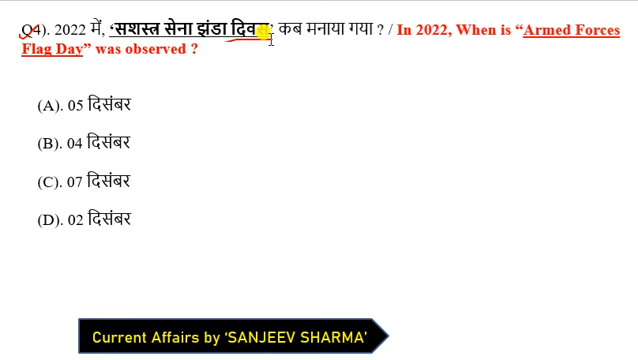 Q4). 2022 में, ‘सशस्त्र सेना झंडा दिवस’ कब मनाया गया ? / In 2022, When is “Armed Forces
Flag Day” was observed ?
(A). 05 दिसंबर
(B). 04 दिसंबर
(C). 07 दिसंबर
(D). 02 दिसंबर
Current Affairs by ‘SANJEEV SHARMA’